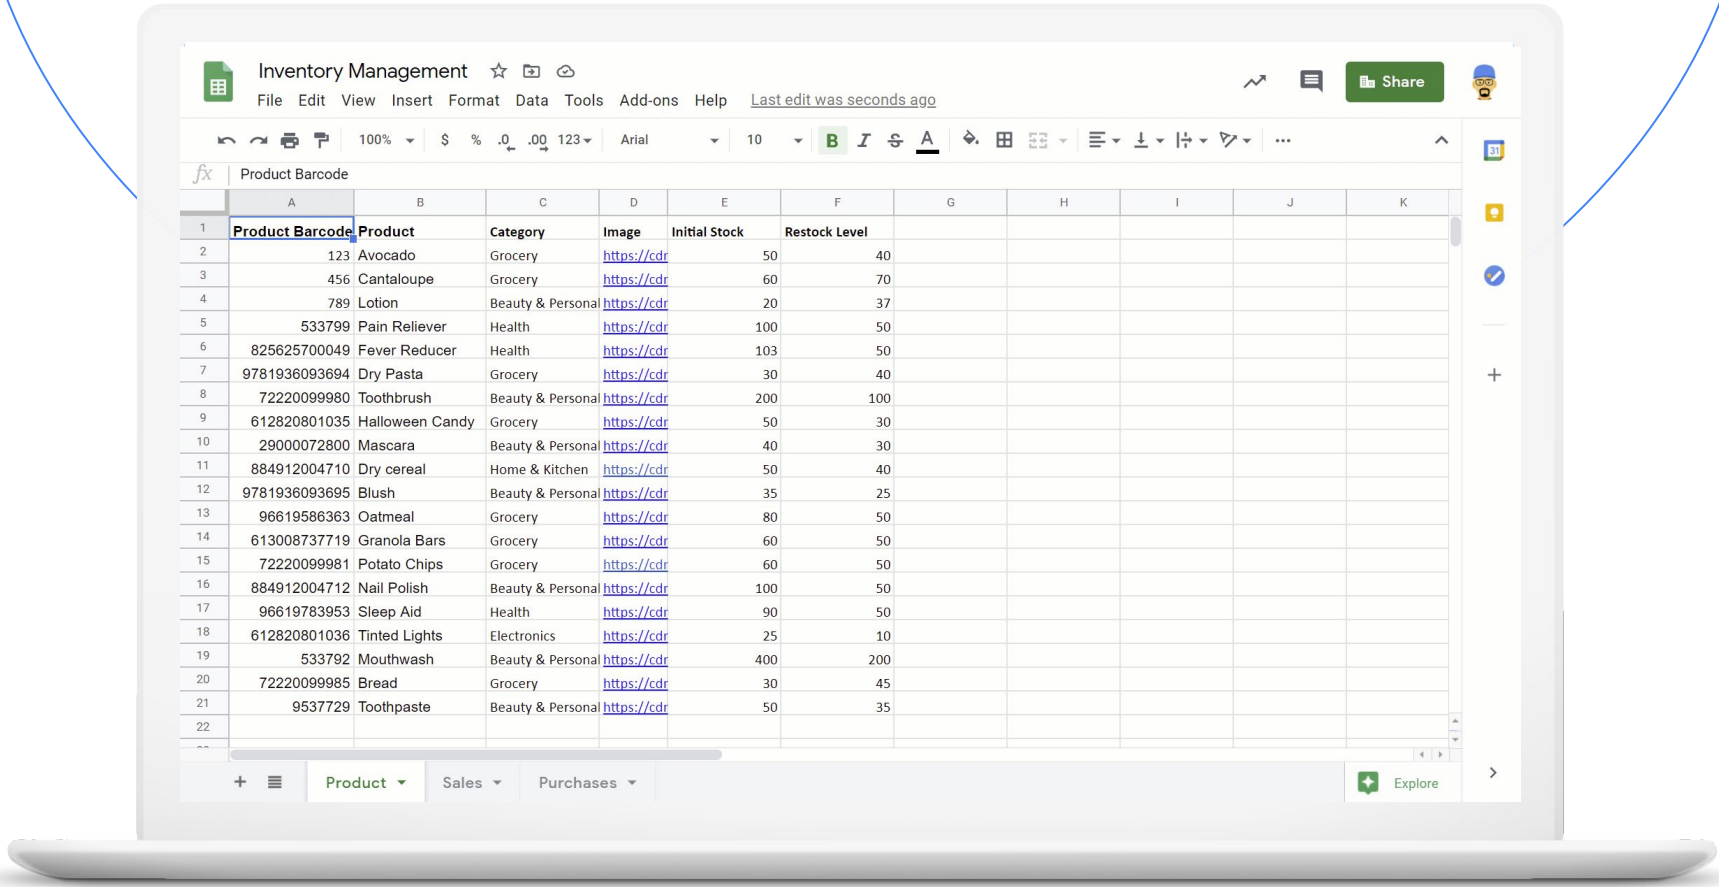 Inventory Management
File Edit View Insert Format Data Tools Add-ons Help Last edit was seconds ago
Share
100% $ % .0 .00 123 Arial 10 B I S A
31
fx Product Barcode
A B C D E F G H I J K
1 Product Barcode Product Category Image Initial Stock Restock Level
2 123 Avocado Grocery https://cdr 50 40
3 456 Cantaloupe Grocery https://cdr 60 70
4 789 Lotion Beauty & Personal https://cdr 20 37
5 533799 Pain Reliever Health https://cdr 100 50
6 825625700049 Fever Reducer Health https://cdr 103 50
7 9781936093694 Dry Pasta Grocery https://cdr 30 40
8 72220099980 Toothbrush Beauty & Personal https://cdr 200 100
9 612820801035 Halloween Candy Grocery https://cdr 50 30
10 29000072800 Mascara Beauty & Personal https://cdr 40 30
11 884912004710 Dry cereal Home & Kitchen https://cdr 50 40
12 9781936093695 Blush Beauty & Personal https://cdr 35 25
13 96619586363 Oatmeal Grocery https://cdr 80 50
14 613008737719 Granola Bars Grocery https://cdr 60 50
15 72220099981 Potato Chips Grocery https://cdr 60 50
16 884912004712 Nail Polish Beauty & Personal https://cdr 100 50
17 96619783953 Sleep Aid Health https://cdr 90 50
18 612820801036 Tinted Lights Electronics https://cdr 25 10
19 533792 Mouthwash Beauty & Personal https://cdr 400 200
20 72220099985 Bread Grocery https://cdr 30 45
21 9537729 Toothpaste Beauty & Personal https://cdr 50 35
22
Product Sales Purchases Explore